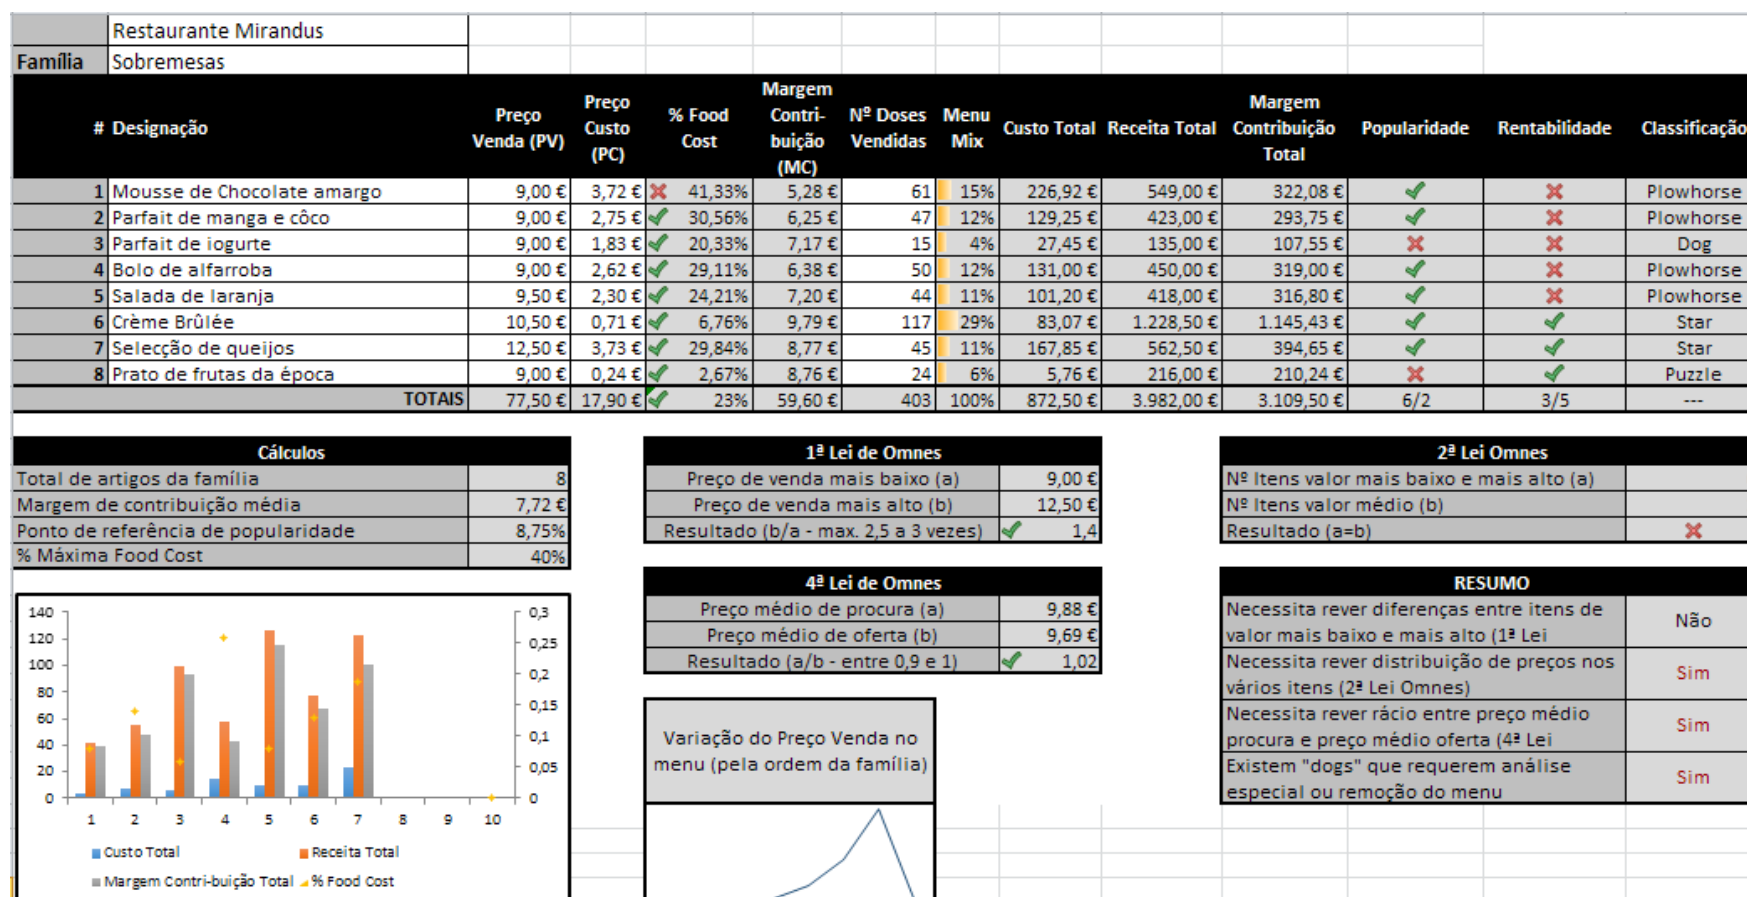 Restaurante Mirandus
Família Sobremesas
# Designação Preço Venda (PV) Preço Custo (PC) % Food Cost Margem Contri-buição (MC) Nº Doses Vendidas Menu Mix Custo Total Receita Total Margem Contribuição Total Popularidade Rentabilidade Classificação
1 Mousse de Chocolate amargo 9,00 € 3,72 € 41,33% 5,28 € 61 15% 226,92 € 549,00 € 322,08 € Plowhorse
2 Parfait de manga e côco 9,00 € 2,75 € 30,56% 6,25 € 47 12% 129,25 € 423,00 € 293,75 € Plowhorse
3 Parfait de iogurte 9,00 € 1,83 € 20,33% 7,17 € 15 4% 27,45 € 135,00 € 107,55 € Dog
4 Bolo de alfarroba 9,00 € 2,62 € 29,11% 6,38 € 50 12% 131,00 € 450,00 € 319,00 € Plowhorse
5 Salada de laranja 9,50 € 2,30 € 24,21% 7,20 € 44 11% 101,20 € 418,00 € 316,80 € Plowhorse
6 Crème Brûlée 10,50 € 0,71 € 6,76% 9,79 € 117 29% 83,07 € 1.228,50 € 1.145,43 € Star
7 Selecção de queijos 12,50 € 3,73 € 29,84% 8,77 € 45 11% 167,85 € 562,50 € 394,65 € Star
8 Prato de frutas da época 9,00 € 0,24 € 2,67% 8,76 € 24 6% 5,76 € 216,00 € 210,24 € Puzzle
TOTAIS 77,50 € 17,90 € 23% 59,60 € 403 100% 872,50 € 3.982,00 € 3.109,50 € 6/2 3/5 ---
Cálculos
Total de artigos da família 8
Margem de contribuição média 7,72 €
Ponto de referência de popularidade 8,75%
% Máxima Food Cost 40%
1ª Lei de Omnes
Preço de venda mais baixo (a) 9,00 €
Preço de venda mais alto (b) 12,50 €
Resultado (b/a - max. 2,5 a 3 vezes) 1,4
2ª Lei Omnes
Nº Itens valor mais baixo e mais alto (a)
Nº Itens valor médio (b)
Resultado (a=b)
4ª Lei de Omnes
Preço médio de procura (a) 9,88 €
Preço médio de oferta (b) 9,69 €
Resultado (a/b - entre 0,9 e 1) 1,02
RESUMO
Necessita rever diferenças entre itens de
valor mais baixo e mais alto (1ª Lei
Não
Necessita rever distribuição de preços nos
vários itens (2ª Lei Omnes)
Sim
Necessita rever rácio entre preço médio
procura e preço médio oferta (4ª Lei
Sim
Existem "dogs" que requerem análise
especial ou remoção do menu
Sim
140 0,3
120 0,25
100
80 0,2
60 0,15
40 0,1
20 0,05
0 0
1 2 3 4 5 6 7 8 9 10
Custo Total Receita Total
Margem Contri-buição Total % Food Cost
Variação do Preço Venda no
menu (pela ordem da família)